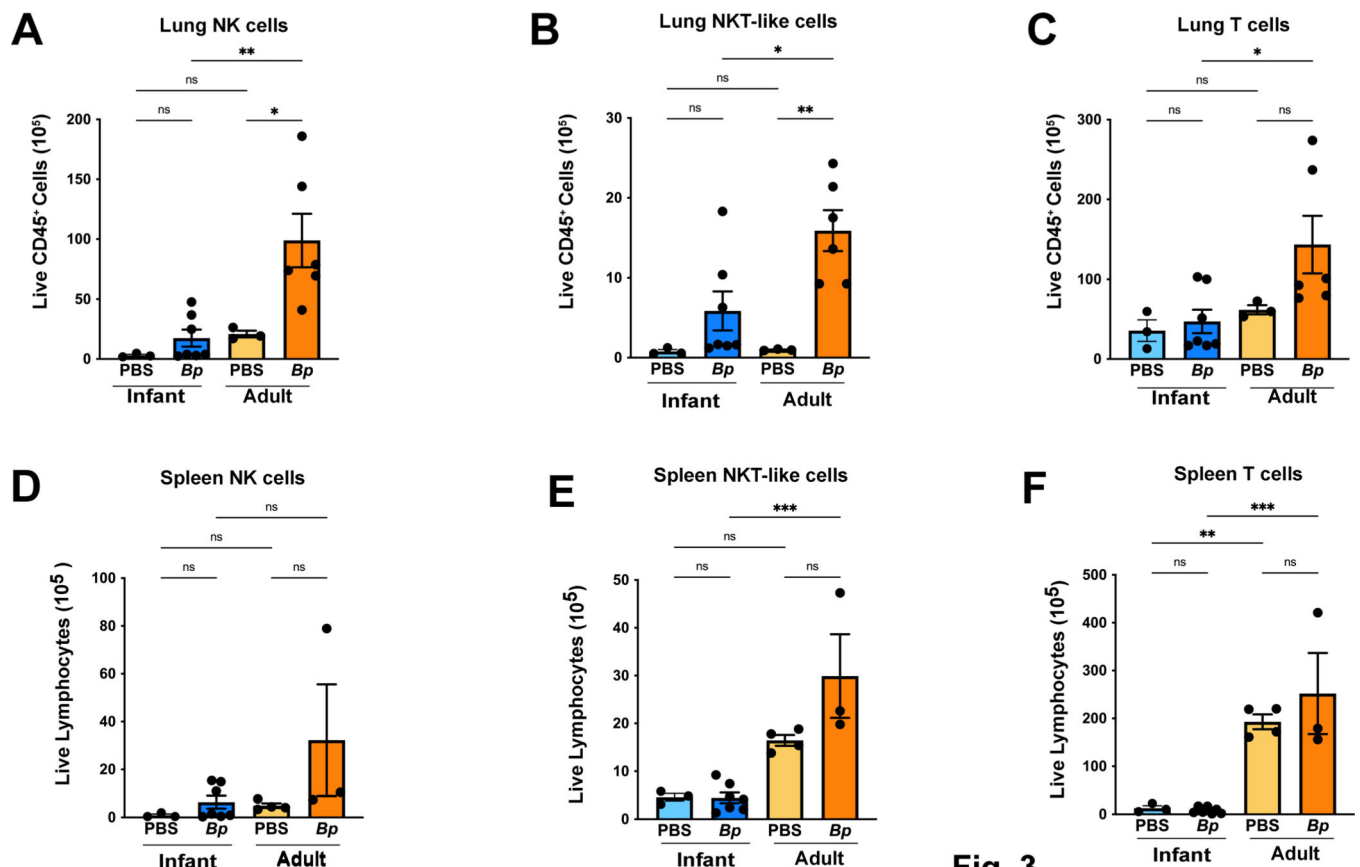 A
Lung NK cells
**
ns
ns
*
Live CD45+ Cells (10⁵)
200
150
100
50
0
PBS
Bp
PBS
Bp
Infant
Adult
B
Lung NKT-like cells
*
ns
ns
**
Live CD45+ Cells (10⁵)
30
20
10
0
PBS
Bp
PBS
Bp
Infant
Adult
C
Lung T cells
*
ns
ns
ns
Live CD45+ Cells (10⁵)
300
200
100
0
PBS
Bp
PBS
Bp
Infant
Adult
D
Spleen NK cells
ns
ns
ns
ns
Live Lymphocytes (10⁵)
100
80
60
40
20
0
PBS
Bp
PBS
Bp
Infant
Adult
E
Spleen NKT-like cells
***
ns
ns
ns
Live Lymphocytes (10⁵)
50
40
30
20
10
0
PBS
Bp
PBS
Bp
Infant
Adult
F
Spleen T cells
***
**
ns
ns
Live Lymphocytes (10⁵)
500
400
300
200
100
0
PBS
Bp
PBS
Bp
Infant
Adult
Fig. 3